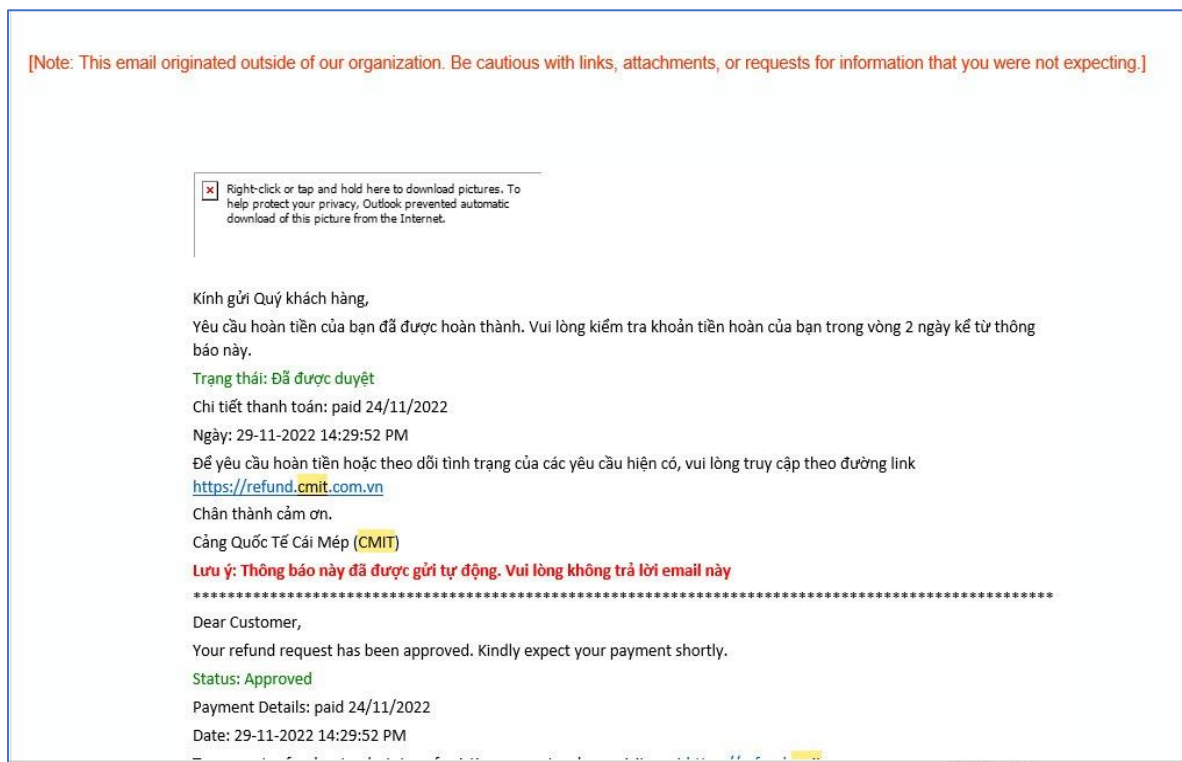 [Note: This email originated outside of our organization. Be cautious with links, attachments, or requests for information that you were not expecting.]
Right-click or tap and hold here to download pictures. To
help protect your privacy, Outlook prevented automatic
download of this picture from the Internet.
Kính gửi Quý khách hàng,
Yêu cầu hoàn tiền của bạn đã được hoàn thành. Vui lòng kiểm tra khoản tiền hoàn của bạn trong vòng 2 ngày kể từ thông
báo này.
Trạng thái: Đã được duyệt
Chi tiết thanh toán: paid 24/11/2022
Ngày: 29-11-2022 14:29:52 PM
Để yêu cầu hoàn tiền hoặc theo dõi tình trạng của các yêu cầu hiện có, vui lòng truy cập theo đường link
https://refund.cmit.com.vn
Chân thành cảm ơn.
Cảng Quốc Tế Cái Mép (CMIT)
Lưu ý: Thông báo này đã được gửi tự động. Vui lòng không trả lời email này
****************************************************************************************************
Dear Customer,
Your refund request has been approved. Kindly expect your payment shortly.
Status: Approved
Payment Details: paid 24/11/2022
Date: 29-11-2022 14:29:52 PM